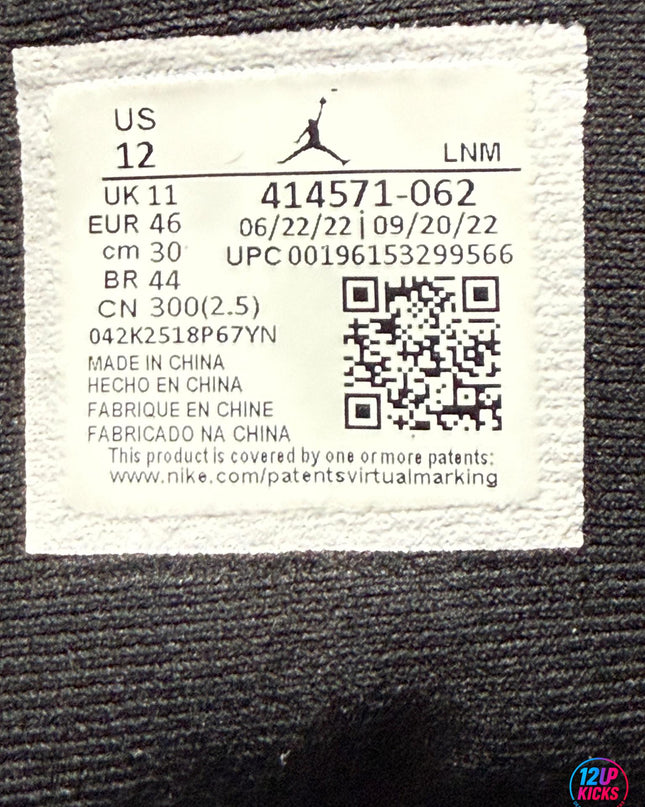 US
12
LNM
UK 11
EUR 46
cm 30
BR 44
CN 300(2.5)
042K2518P67YN
414571-062
06/22/22 | 09/20/22
UPC 00196153299566
MADE IN CHINA
HECHO EN CHINA
FABRIQUE EN CHINE
FABRICADO NA CHINA
This product is covered by one or more patents:
www.nike.com/patentsvirtualmarking
12UP
KICKS